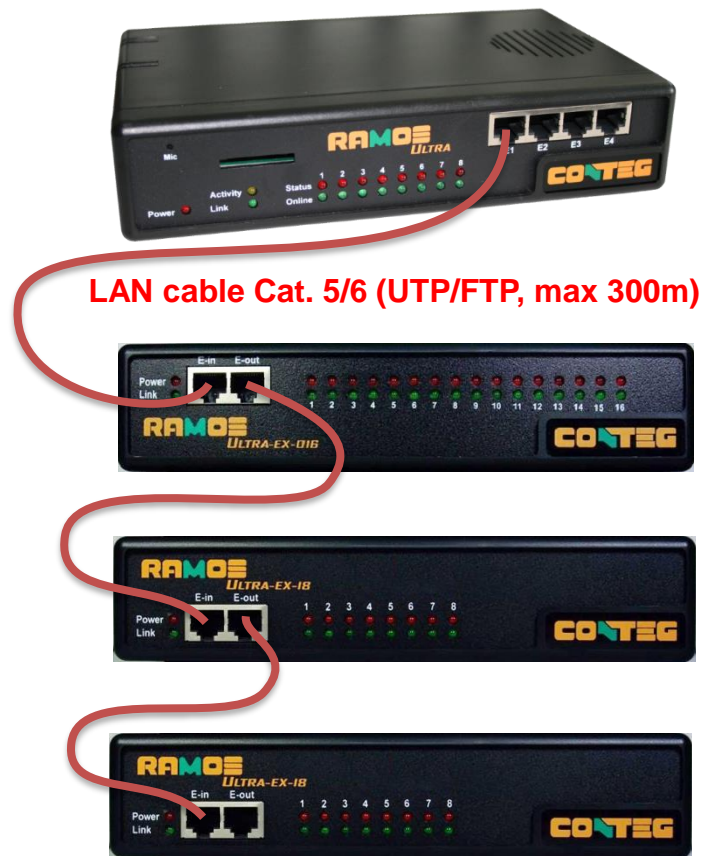 RAMOS
ULTRA
E1 E2 E3 E4
Mic
CONTEG
1 2 3 4 5 6 7 8
Activity
Status
Power
Link
Online
LAN cable Cat. 5/6 (UTP/FTP, max 300m)
E-in E-out
Power
Link
1 2 3 4 5 6 7 8 9 10 11 12 13 14 15 16
RAMOS
ULTRA-EX-D16
CONTEG
RAMOS
ULTRA-EX-I8
E-in E-out
1 2 3 4 5 6 7 8
Power
Link
CONTEG
RAMOS
ULTRA-EX-I8
E-in E-out
1 2 3 4 5 6 7 8
Power
Link
CONTEG